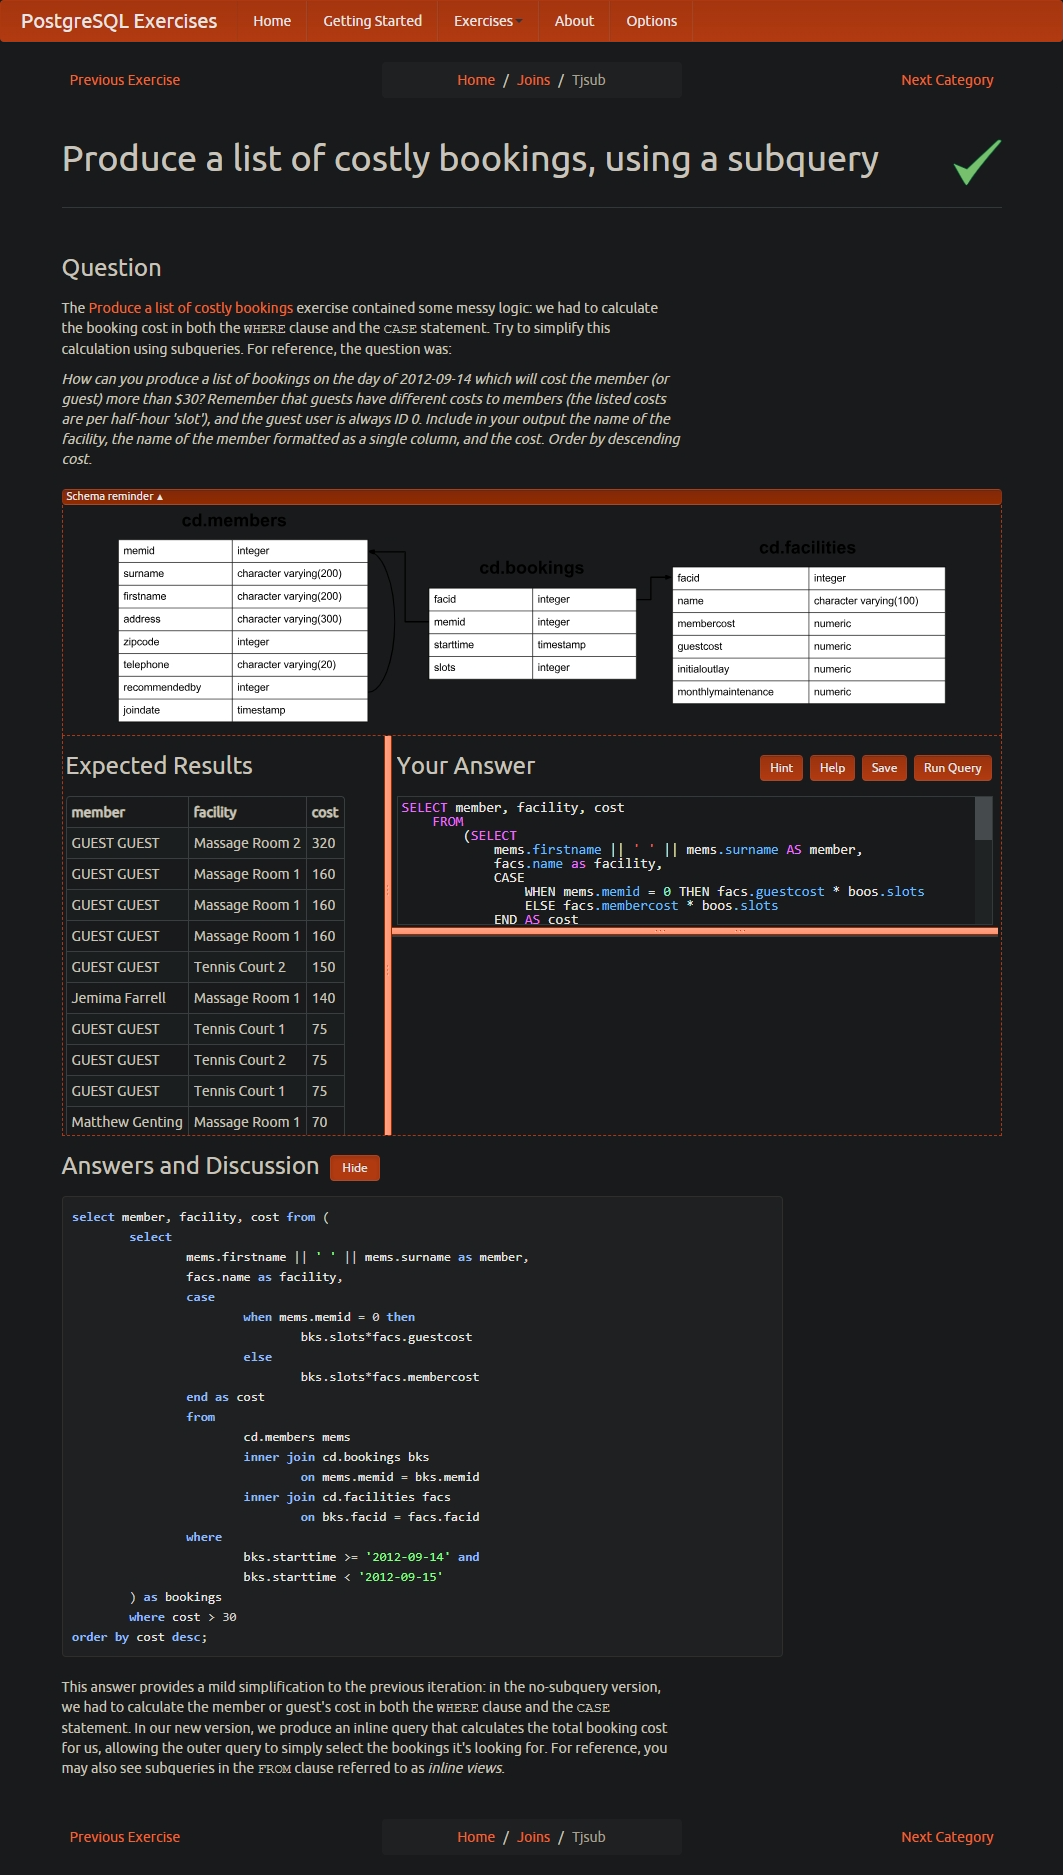 PostgreSQL Exercises Home Getting Started Exercises About Options
Previous Exercise Home / Joins / Tjsub Next Category
Produce a list of costly bookings, using a subquery
Question
The Produce a list of costly bookings exercise contained some messy logic: we had to calculate
the booking cost in both the WHERE clause and the CASE statement. Try to simplify this
calculation using subqueries. For reference, the question was:
How can you produce a list of bookings on the day of 2012-09-14 which will cost the member (or
guest) more than $30? Remember that guests have different costs to members (the listed costs
are per half-hour 'slot'), and the guest user is always ID 0. Include in your output the name of the
facility, the name of the member formatted as a single column, and the cost. Order by descending
cost.
Schema reminder ▴
cd.members
memid integer
surname character varying(200)
firstname character varying(200)
address character varying(300)
zipcode integer
telephone character varying(20)
recommendedby integer
joindate timestamp
cd.bookings
facid integer
memid integer
starttime timestamp
slots integer
cd.facilities
facid integer
name character varying(100)
membercost numeric
guestcost numeric
initialoutlay numeric
monthlymaintenance numeric
Expected Results
member facility cost
GUEST GUEST Massage Room 2 320
GUEST GUEST Massage Room 1 160
GUEST GUEST Massage Room 1 160
GUEST GUEST Massage Room 1 160
GUEST GUEST Tennis Court 2 150
Jemima Farrell Massage Room 1 140
GUEST GUEST Tennis Court 1 75
GUEST GUEST Tennis Court 2 75
GUEST GUEST Tennis Court 1 75
Matthew Genting Massage Room 1 70
Your Answer Hint Help Save Run Query
SELECT member, facility, cost
FROM
(SELECT
mems.firstname || ' ' || mems.surname AS member,
facs.name as facility,
CASE
WHEN mems.memid = 0 THEN facs.guestcost * boos.slots
ELSE facs.membercost * boos.slots
END AS cost
Answers and Discussion Hide
select member, facility, cost from (
select
mems.firstname || ' ' || mems.surname as member,
facs.name as facility,
case
when mems.memid = 0 then
bks.slots*facs.guestcost
else
bks.slots*facs.membercost
end as cost
from
cd.members mems
inner join cd.bookings bks
on mems.memid = bks.memid
inner join cd.facilities facs
on bks.facid = facs.facid
where
bks.starttime >= '2012-09-14' and
bks.starttime < '2012-09-15'
) as bookings
where cost > 30
order by cost desc;
This answer provides a mild simplification to the previous iteration: in the no-subquery version,
we had to calculate the member or guest's cost in both the WHERE clause and the CASE
statement. In our new version, we produce an inline query that calculates the total booking cost
for us, allowing the outer query to simply select the bookings it's looking for. For reference, you
may also see subqueries in the FROM clause referred to as inline views.
Previous Exercise Home / Joins / Tjsub Next Category